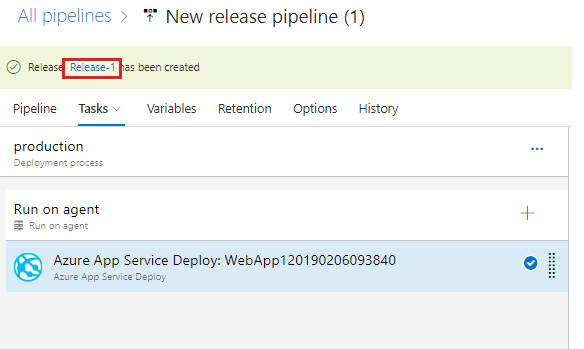 All pipelines > New release pipeline (1)
Release Release-1 has been created
Pipeline Tasks Variables Retention Options History
production
Deployment process
Run on agent
Run on agent
Azure App Service Deploy: WebApp120190206093840
Azure App Service Deploy